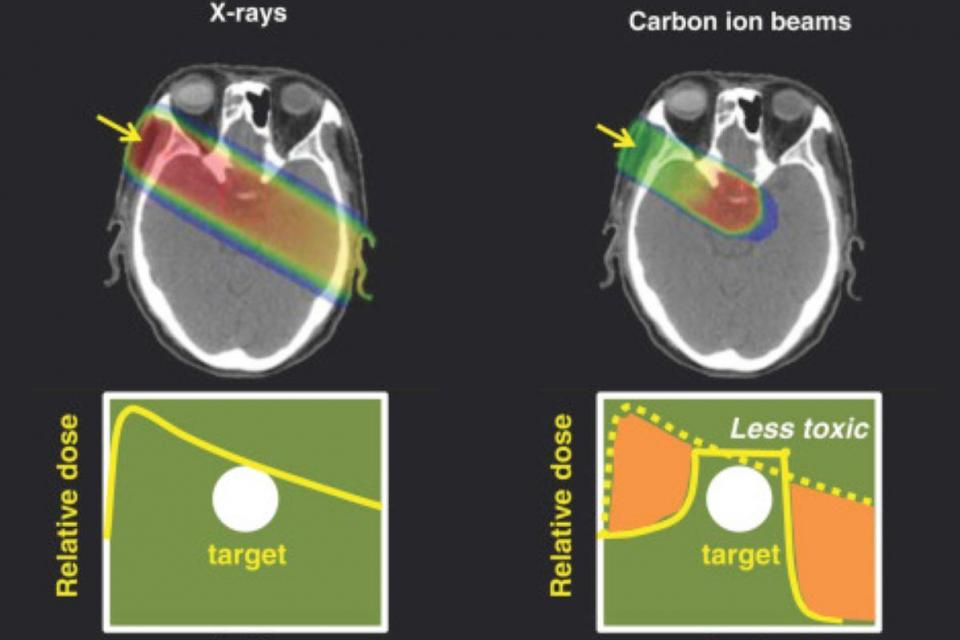 X-rays
Carbon ion beams
Relative dose
target
Relative dose
Less toxic
target